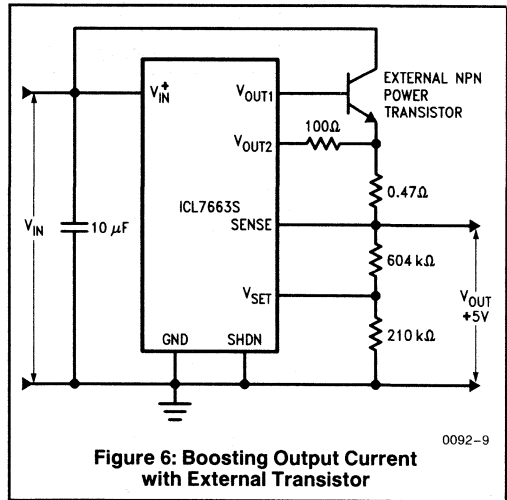 EXTERNAL NPN
POWER
TRANSISTOR
V+IN
VOUT1
100Ω
VOUT2
0.47Ω
ICL7663S
VIN
10 μF
SENSE
604 kΩ
VSET
VOUT
+5V
210 kΩ
GND
SHDN
0092–9
Figure 6: Boosting Output Current
with External Transistor